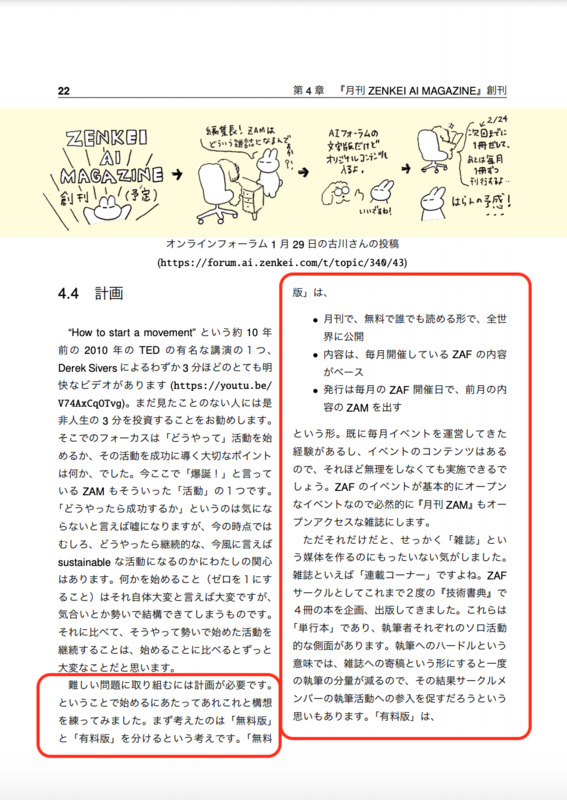 22
第 4 章 『月刊 ZENKEI AI MAGAZINE』創刊
ZENKEI
AI
MAGAZINE
創刊 (予定)
編集長! ZAMは
どういう雑誌になるんですか?!
AIフォーラムの
文字版だけど
オリジナルコンテンツも
入るよ。
いいですね!
2/24
次回までに
1冊だして、
あとは毎月
1冊ずつ
刊行するよ…
はらんの予感!
オンラインフォーラム 1 月 29 日の古川さんの投稿
(https://forum.ai.zenkei.com/t/topic/340/43)
4.4 計画
“How to start a movement” という約 10 年
前の 2010 年の TED の有名な講演の 1 つ、
Derek Sivers によるわずか 3 分ほどのとても明
快なビデオがあります (https://youtu.be/
V74AxCqOTvg)。まだ見たことのない人には是
非人生の 3 分を投資することをお勧めします。
そこでのフォーカスは「どうやって」活動を始
めるか、その活動を成功に導く大切なポイント
は何か、でした。今ここで「爆誕!」と言って
いる ZAM もそういった「活動」の 1 つです。
「どうやったら成功するか」というのは気にな
らないと言えば嘘になりますが、今の時点では
むしろ、どうやったら継続的な、今風に言えば
sustainable な活動になるのかにわたしの関心
はあります。何かを始めること(ゼロを 1 にす
ること)はそれ自体大変と言えば大変ですが、
気合いとか勢いで結構できてしまうものです。
それに比べて、そうやって勢いで始めた活動を
継続することは、始めることに比べるとずっと
大変なことだと思います。
難しい問題に取り組むには計画が必要です。
ということで始めるにあたってあれこれと構想
を練ってみました。まず考えたのは「無料版」
と「有料版」を分けるという考えです。「無料
版」は、
• 月刊で、無料で誰でも読める形で、全世
界に公開
• 内容は、毎月開催している ZAF の内容
がベース
• 発行は毎月の ZAF 開催日で、前月の内
容の ZAM を出す
という形。既に毎月イベントを運営してきた
経験があるし、イベントのコンテンツはある
ので、それほど無理をしなくても実施できるで
しょう。ZAF のイベントが基本的にオープン
なイベントなので必然的に『月刊 ZAM』もオー
プンアクセスな雑誌にします。
ただそれだけだと、せっかく「雑誌」とい
う媒体を作るのにもったいない気がしました。
雑誌といえば「連載コーナー」ですよね。ZAF
サークルとしてこれまで 2 度の『技術書典』で
4 冊の本を企画、出版してきました。これらは
「単行本」であり、執筆者それぞれのソロ活動
的な側面があります。執筆へのハードルという
意味では、雑誌への寄稿という形にすると一度
の執筆の分量が減るので、その結果サークルメ
ンバーの執筆活動への参入を促すだろうという
思いもあります。「有料版」は、